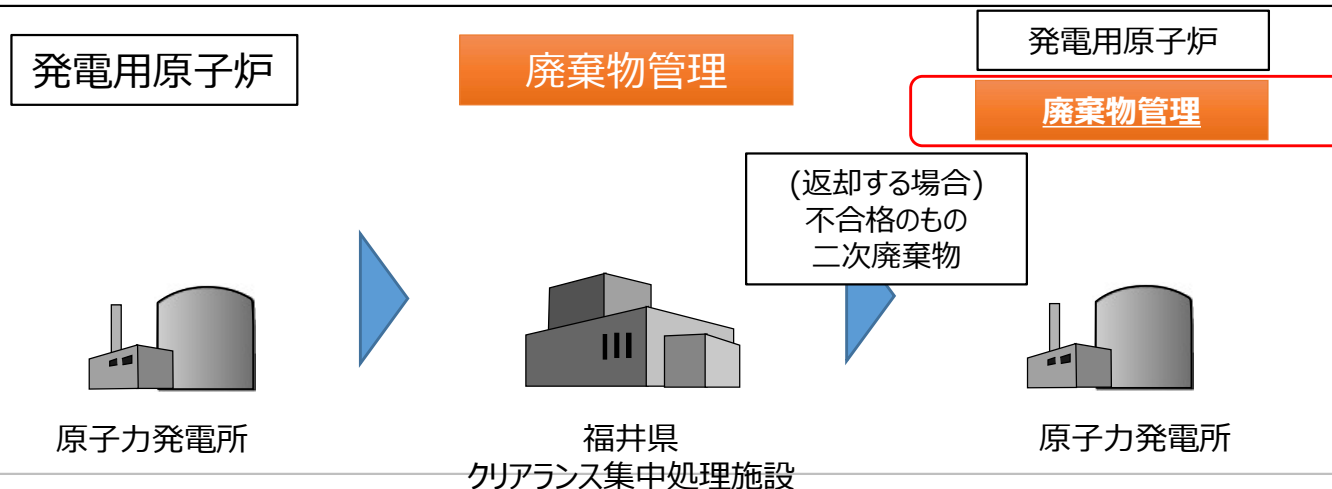 発電用原子炉
廃棄物管理
発電用原子炉
廃棄物管理
(返却する場合)
不合格のもの
二次廃棄物
原子力発電所
福井県
クリアランス集中処理施設
原子力発電所